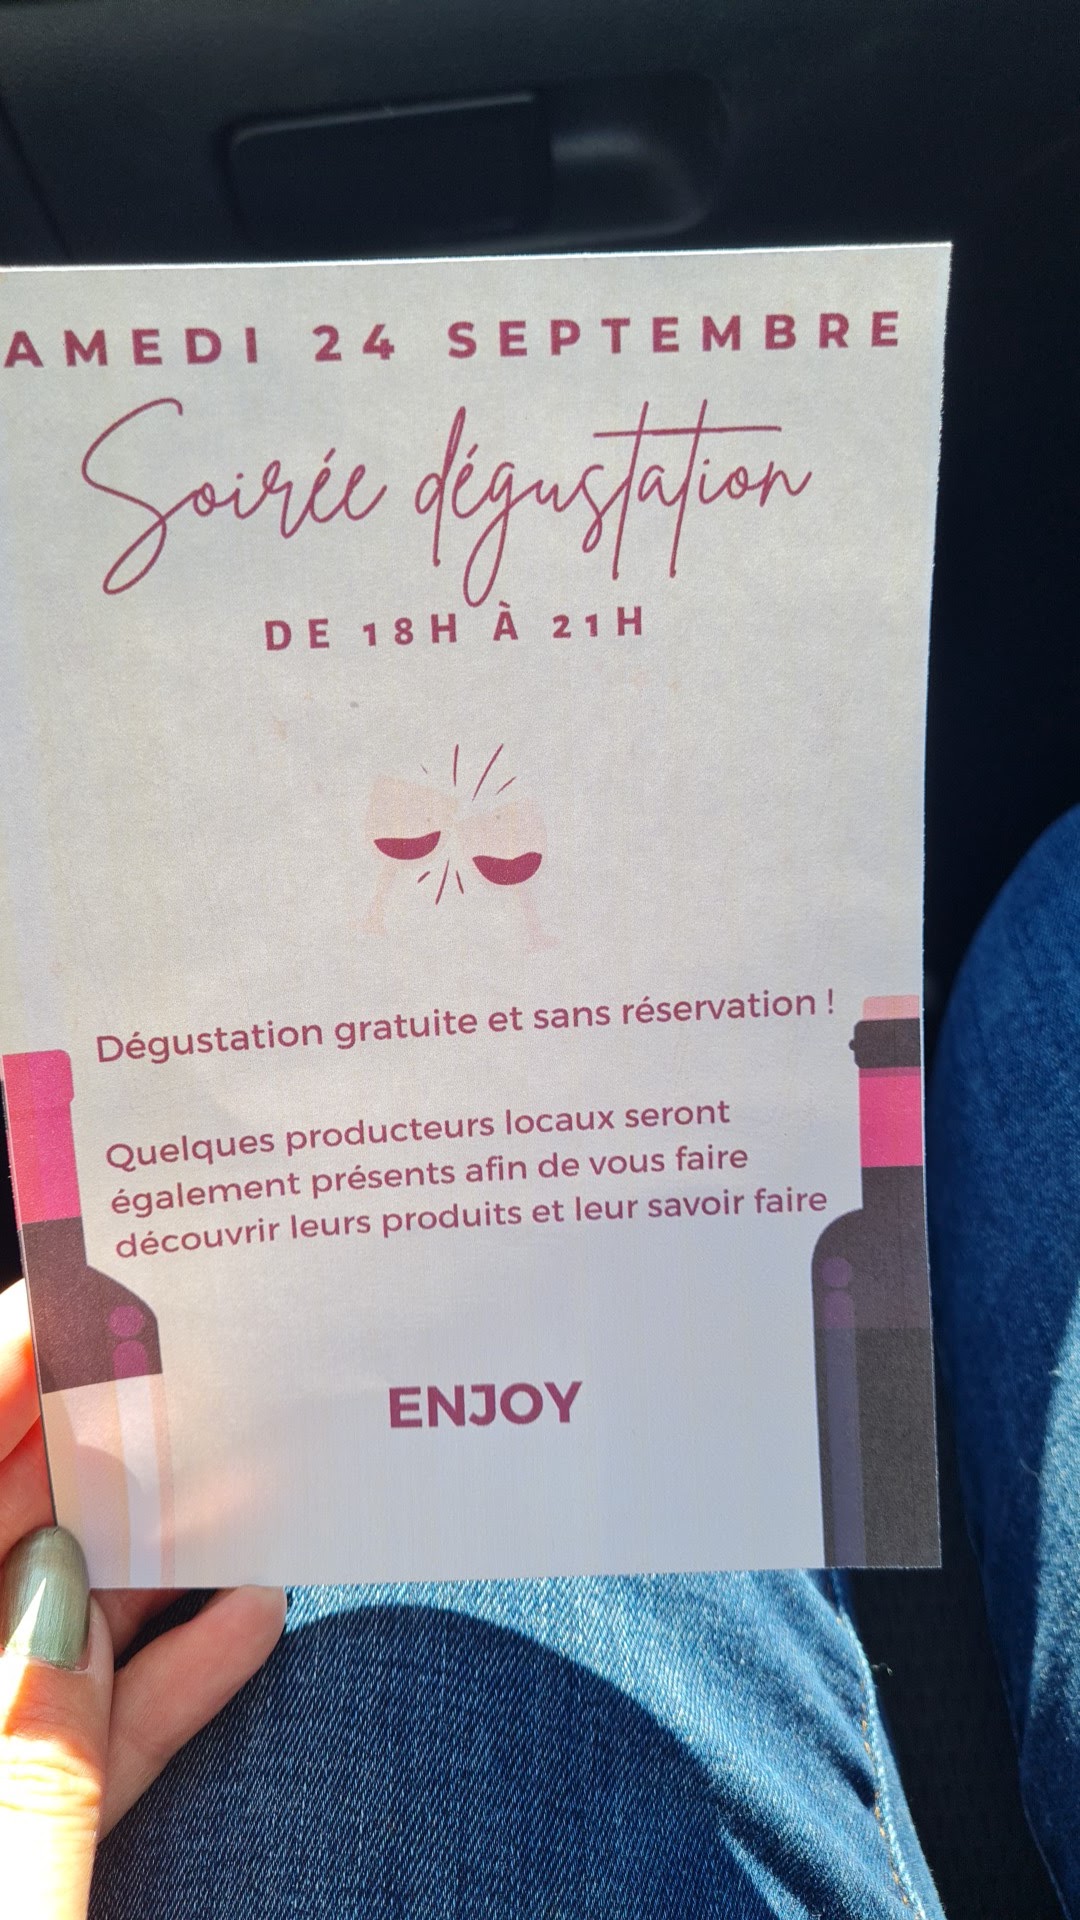 AMEDI 24 SEPTEMBRE
Soirée dégustation
DE 18H À 21H
Dégustation gratuite et sans réservation !
Quelques producteurs locaux seront
également présents afin de vous faire
découvrir leurs produits et leur savoir faire
ENJOY